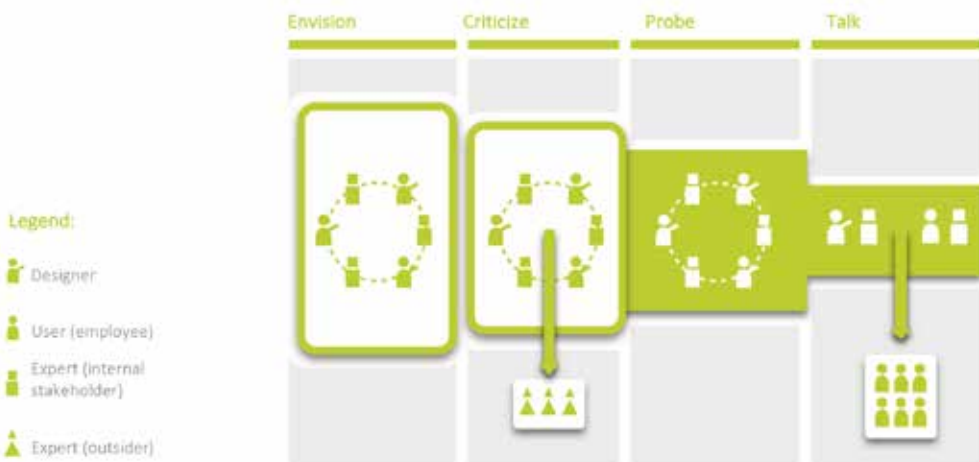 Envision
Criticize
Probe
Talk
Legend:
Designer
User (employee)
Expert (internal
stakeholder)
Expert (outsider)